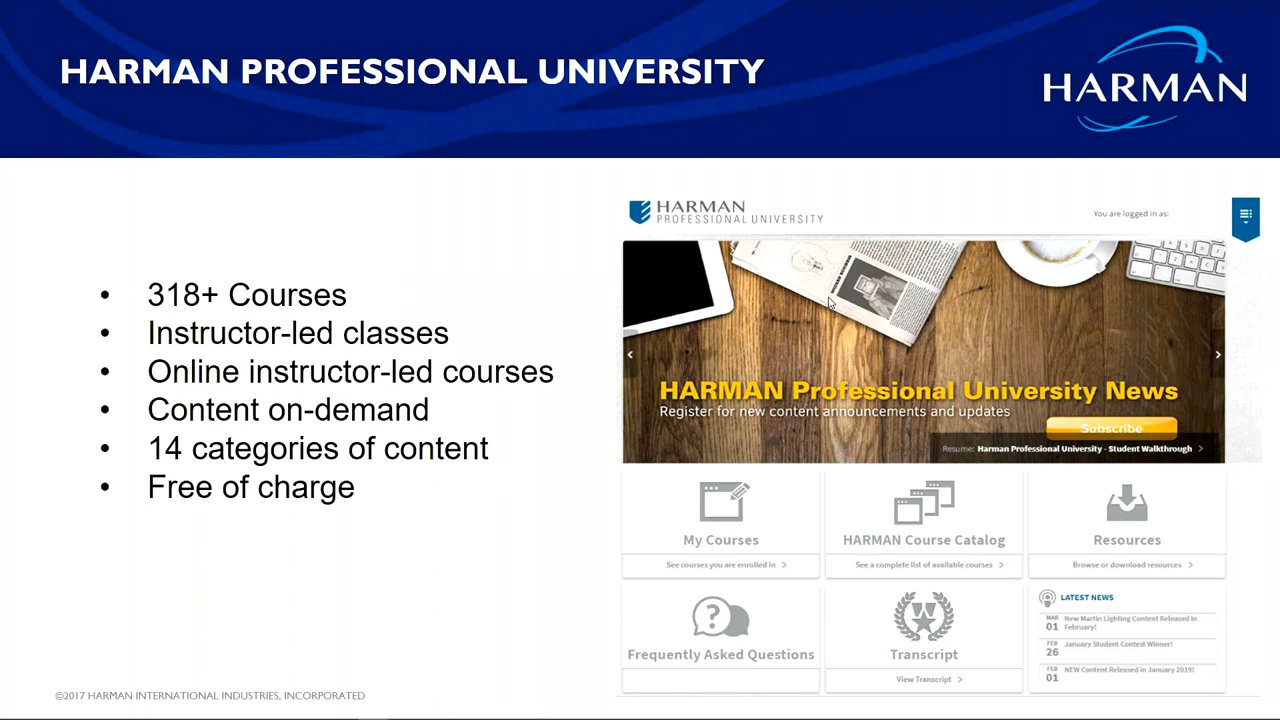 HARMAN PROFESSIONAL UNIVERSITY
HARMAN
• 318+ Courses
• Instructor-led classes
• Online instructor-led courses
• Content on-demand
• 14 categories of content
• Free of charge
HARMAN
PROFESSIONAL UNIVERSITY
You are logged in as:
HARMAN Professional University News
Register for new content announcements and updates
Subscribe
Resume: Harman Professional University - Student Walkthrough >
My Courses
See courses you are enrolled in >
HARMAN Course Catalog
See a complete list of available courses >
Resources
Browse or download resources >
Frequently Asked Questions
Transcript
View Transcript >
LATEST NEWS
MAR 01 New Martin Lighting Content Released in
February!
FEB 26 January Student Contest Winner!
FEB 01 NEW Content Released in January 2019!
©2017 HARMAN INTERNATIONAL INDUSTRIES, INCORPORATED